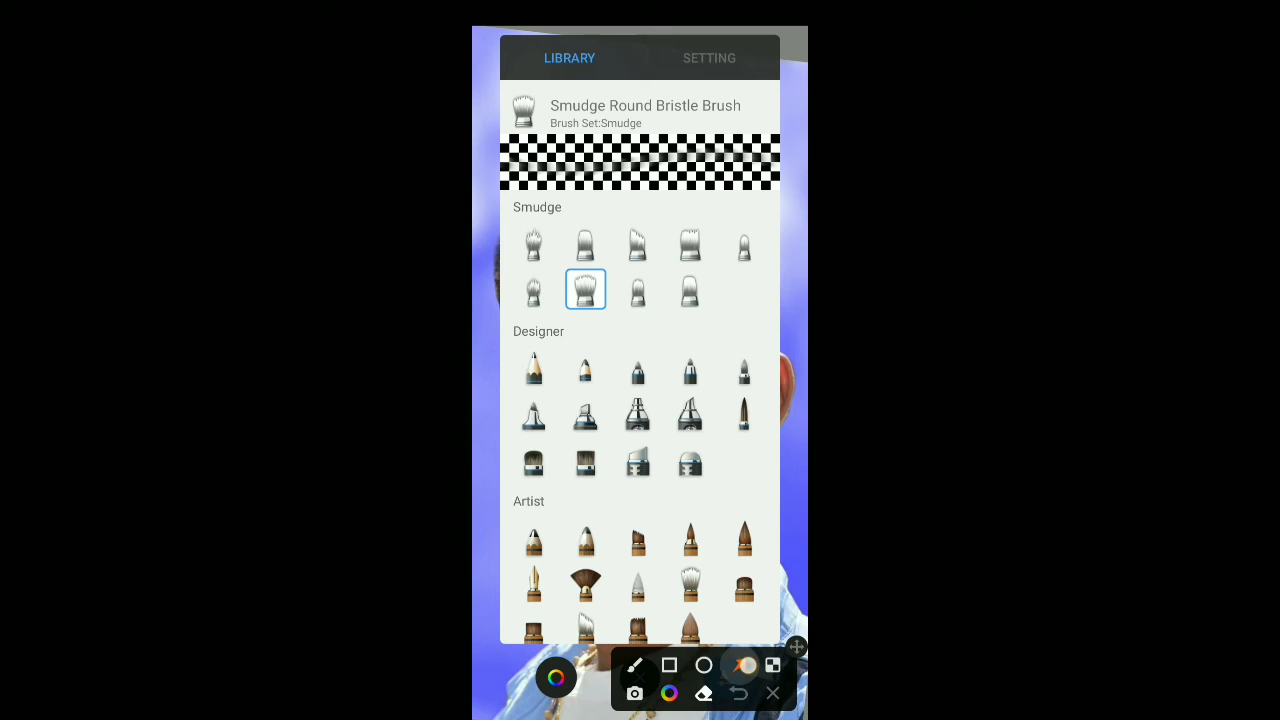 LIBRARY
SETTING
Smudge Round Bristle Brush
Brush Set:Smudge
Smudge
Designer
Artist